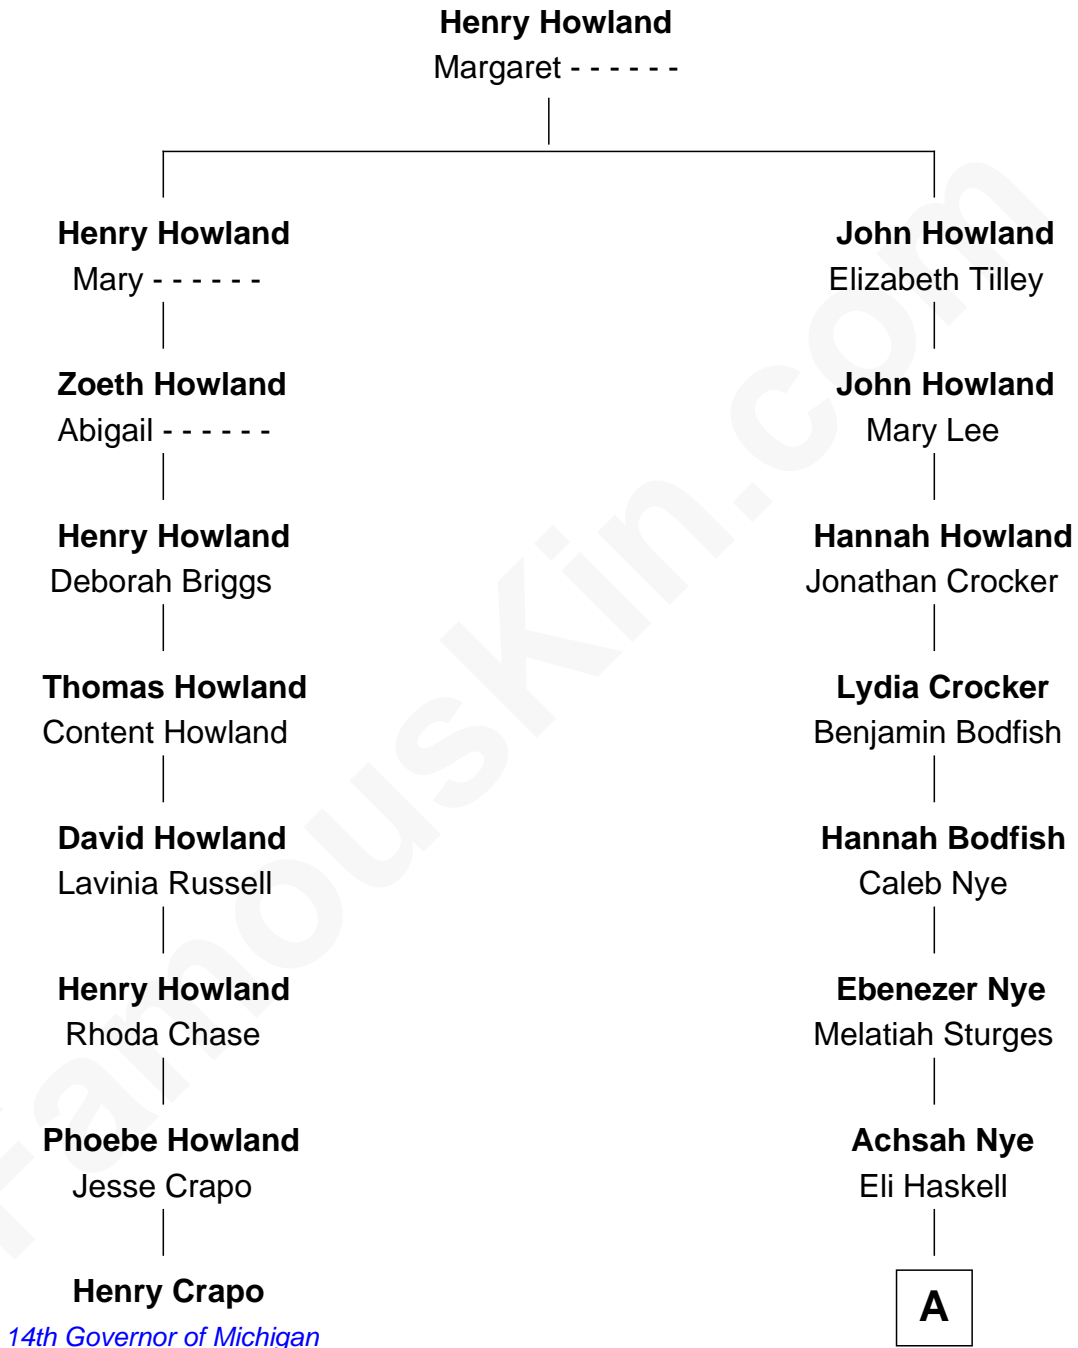 Henry Howland
Margaret - - - - - -
Henry Howland
Mary - - - - - -
John Howland
Elizabeth Tilley
Zoeth Howland
Abigail - - - - - -
John Howland
Mary Lee
Henry Howland
Deborah Briggs
Hannah Howland
Jonathan Crocker
Thomas Howland
Content Howland
Lydia Crocker
Benjamin Bodfish
David Howland
Lavinia Russell
Hannah Bodfish
Caleb Nye
Henry Howland
Rhoda Chase
Ebenezer Nye
Melatiah Sturges
Phoebe Howland
Jesse Crapo
Achsah Nye
Eli Haskell
Henry Crapo
14th Governor of Michigan
A
FamousKin.com